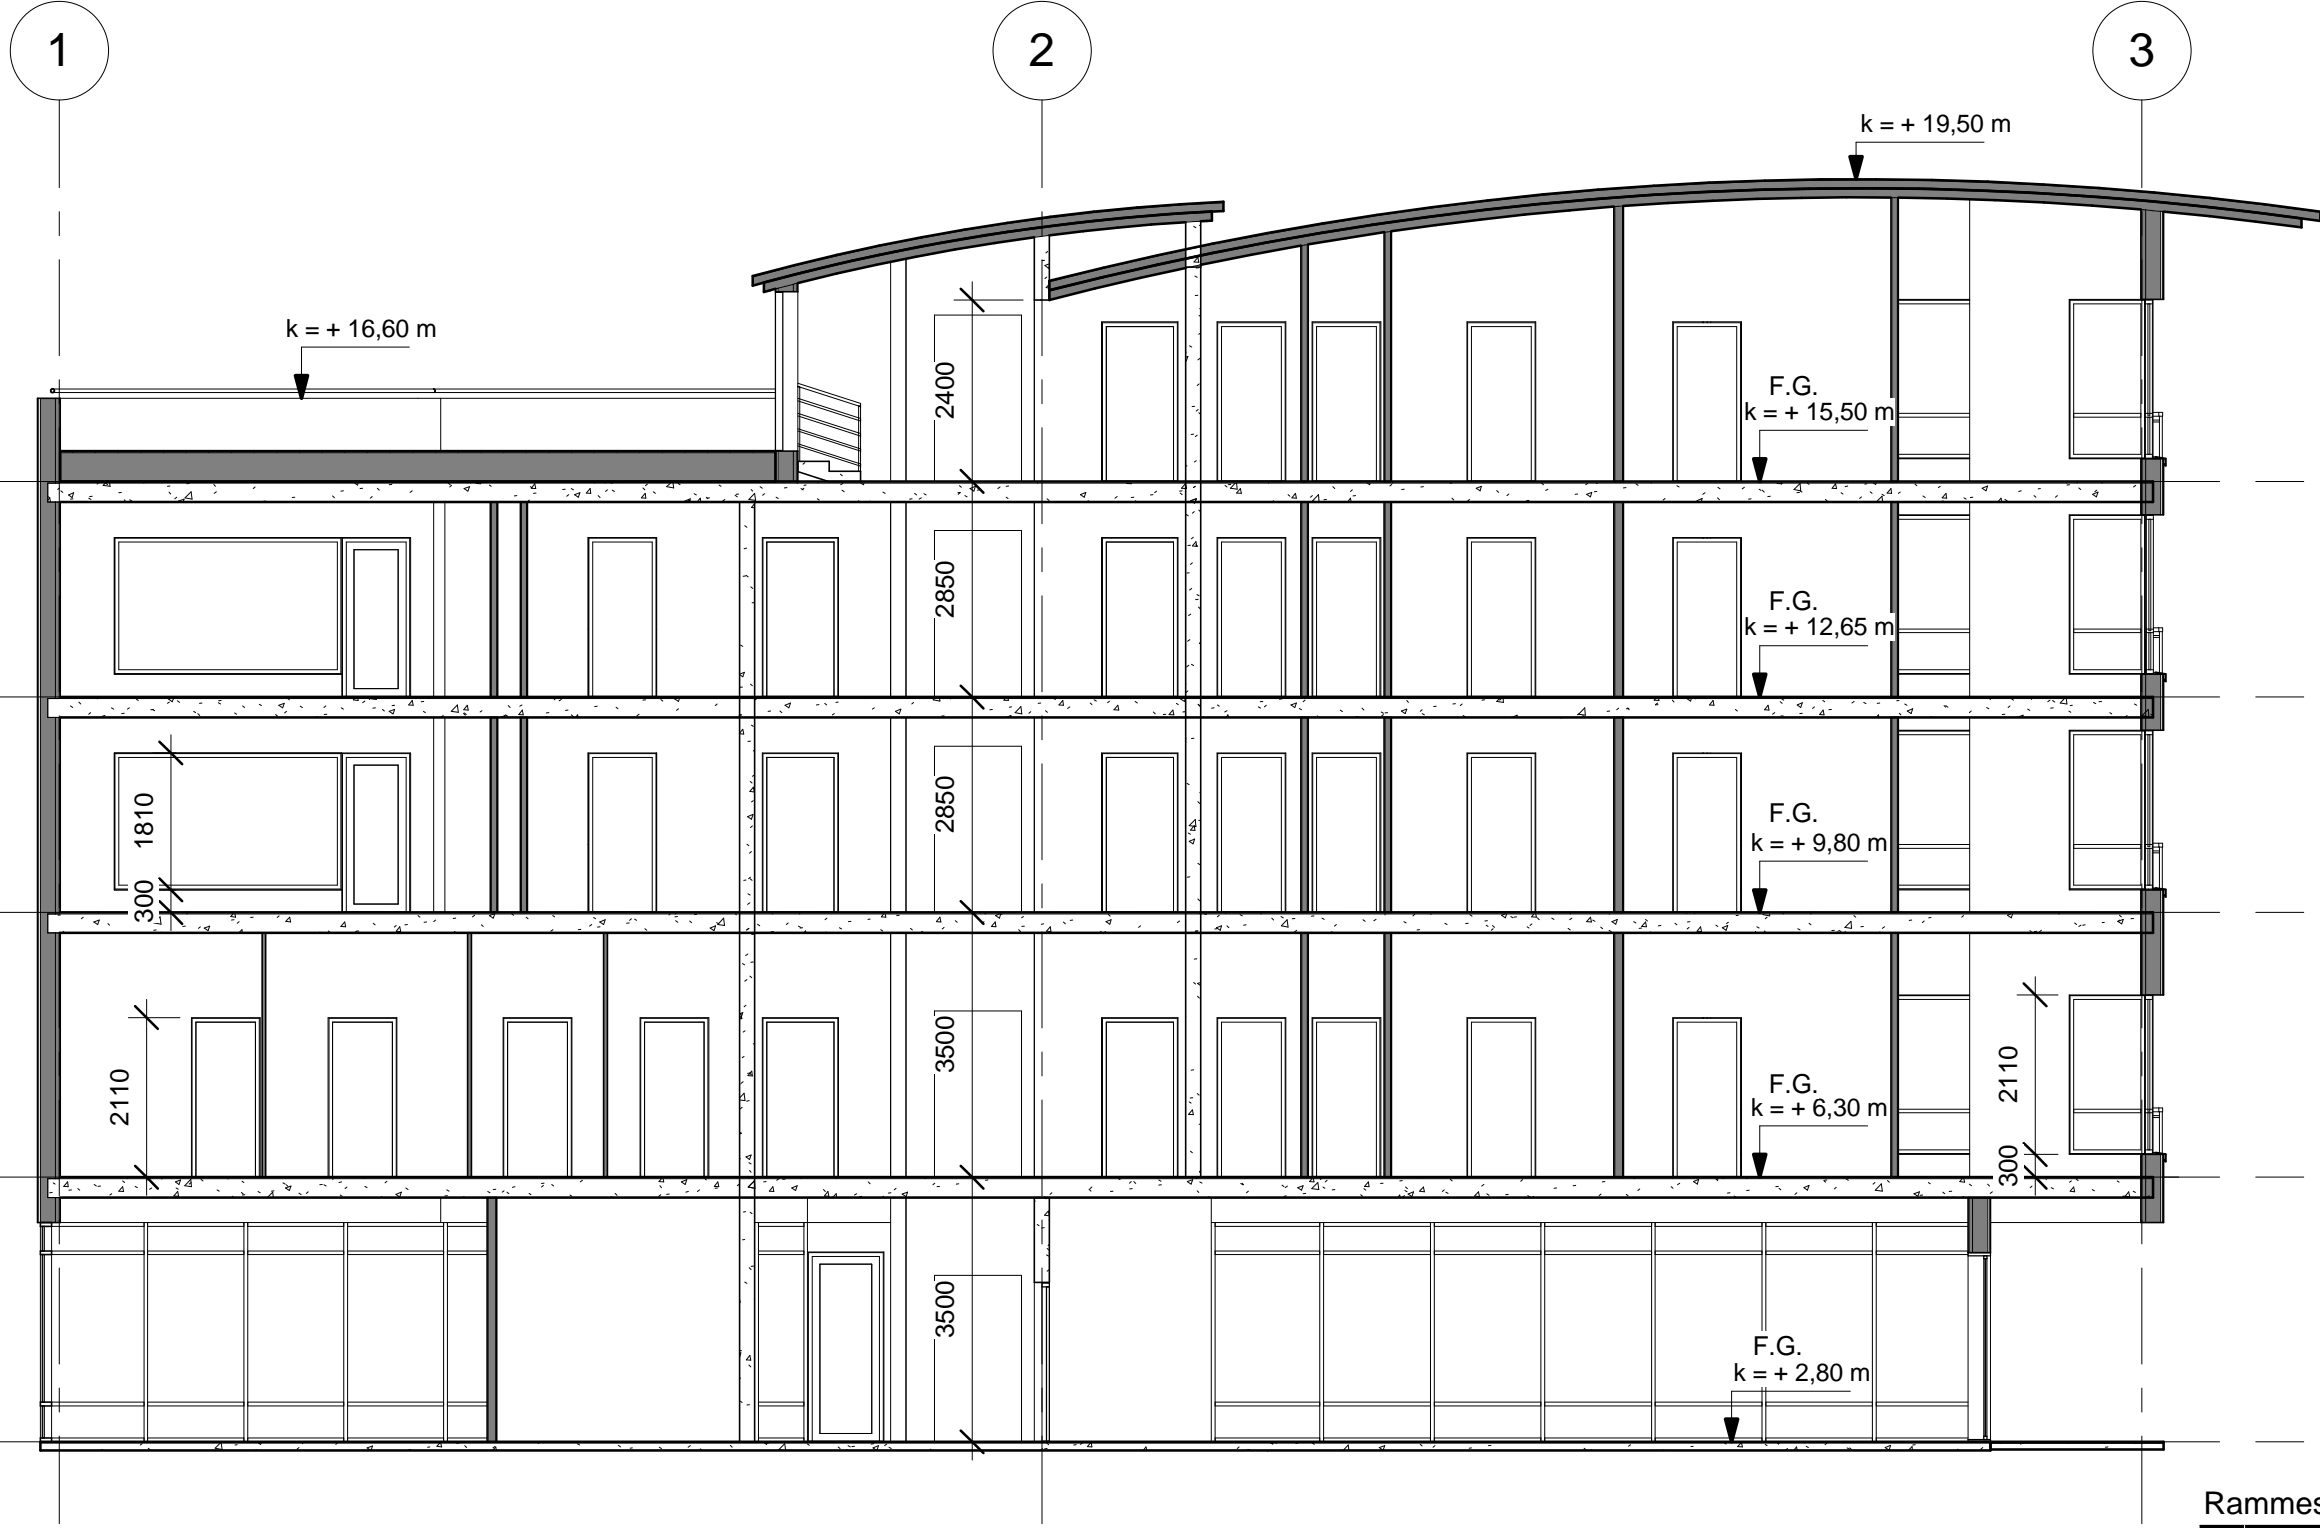 1
2
3
k = + 19,50 m
k = + 16,60 m
2400
F.G.
k = + 15,50 m
2850
F.G.
k = + 12,65 m
1810
300
2850
F.G.
k = + 9,80 m
2110
3500
F.G.
k = + 6,30 m
2110
300
3500
F.G.
k = + 2,80 m
Rammes